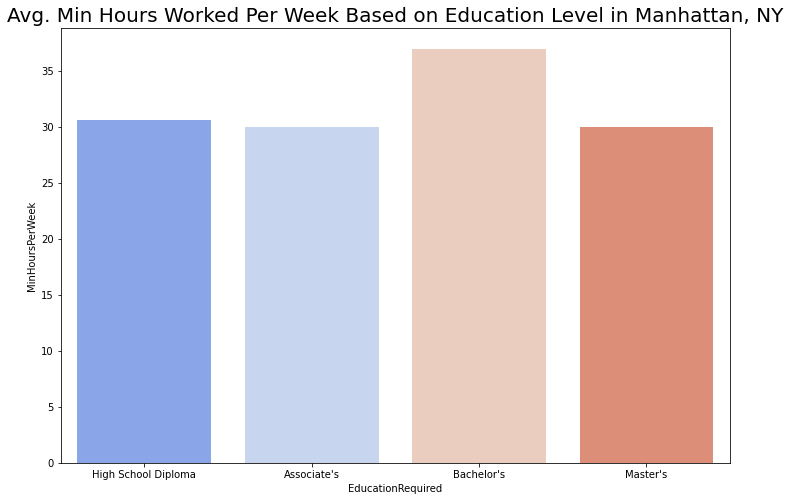 Avg. Min Hours Worked Per Week Based on Education Level in Manhattan, NY
MinHoursPerWeek
35
30
25
20
15
10
5
0
High School Diploma
Associate's
Bachelor's
Master's
EducationRequired